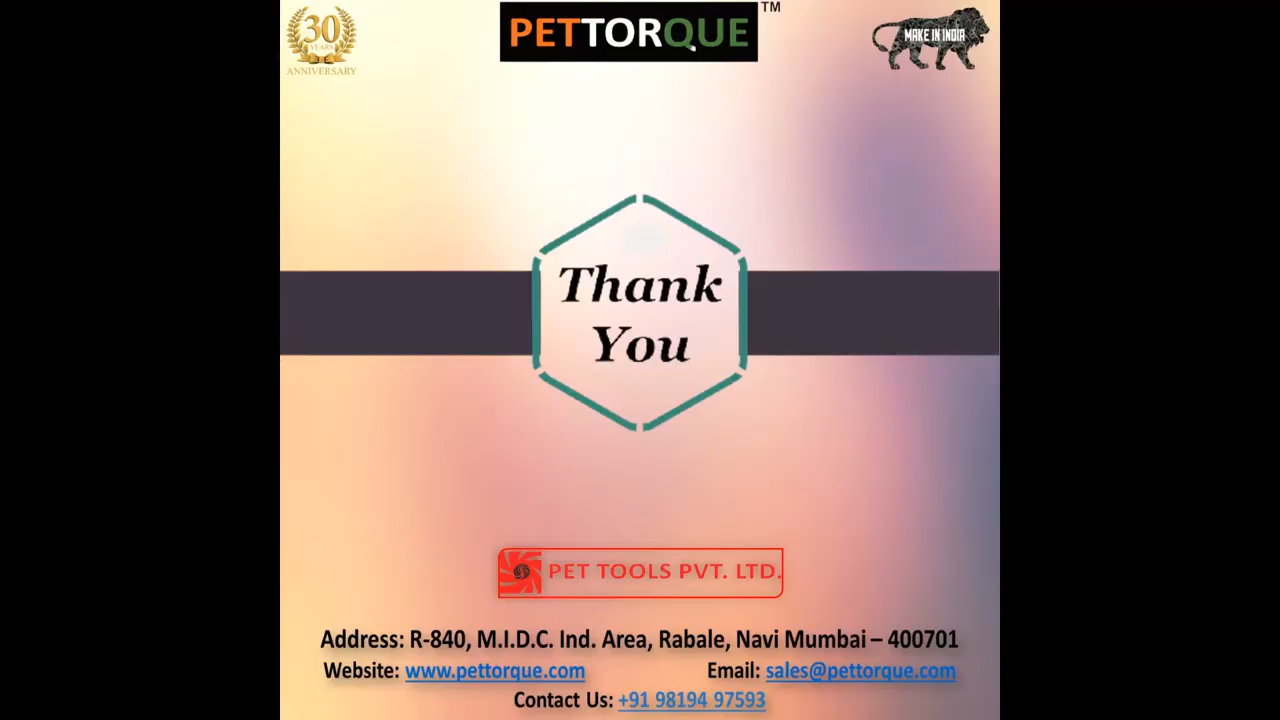 30
YEARS
ANNIVERSARY
PETTORQUE™
MAKE IN INDIA
Thank
You
PET TOOLS PVT. LTD.
Address: R-840, M.I.D.C. Ind. Area, Rabale, Navi Mumbai – 400701
Website: www.pettorque.com Email: sales@pettorque.com
Contact Us: +91 98194 97593